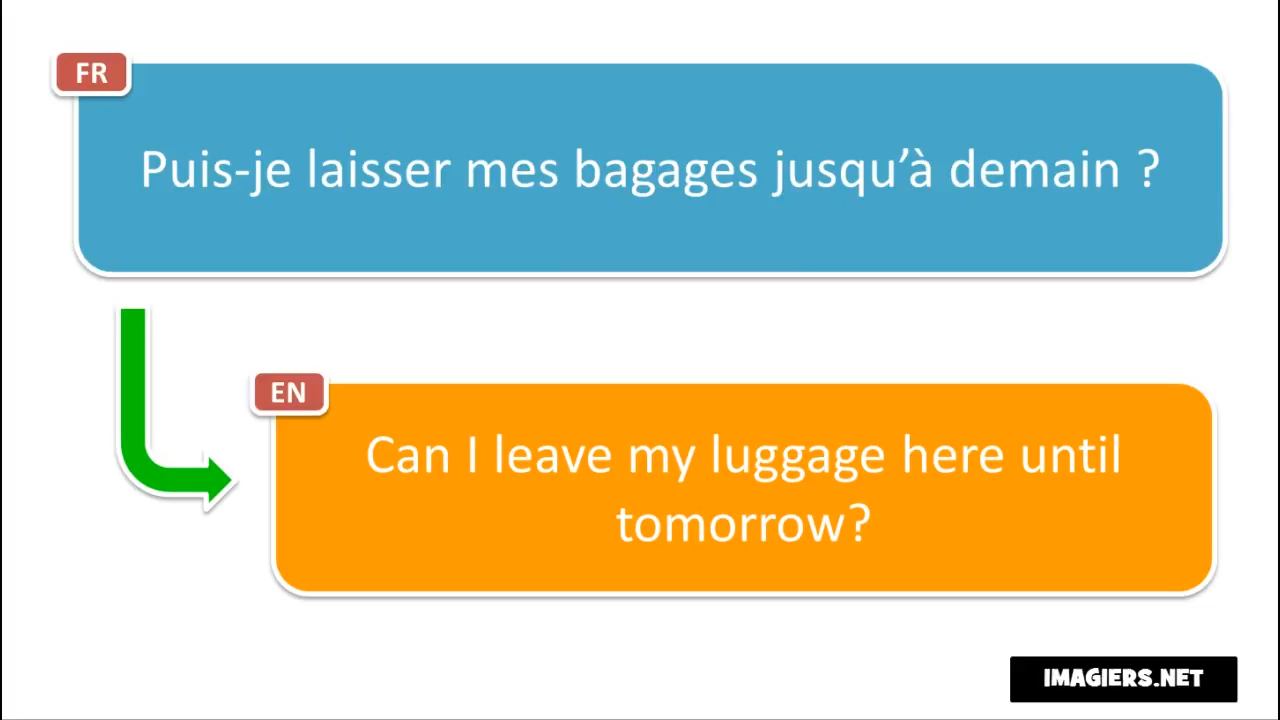 FR
Puis-je laisser mes bagages jusqu’à demain ?
EN
Can I leave my luggage here until
tomorrow?
IMAGIERS.NET